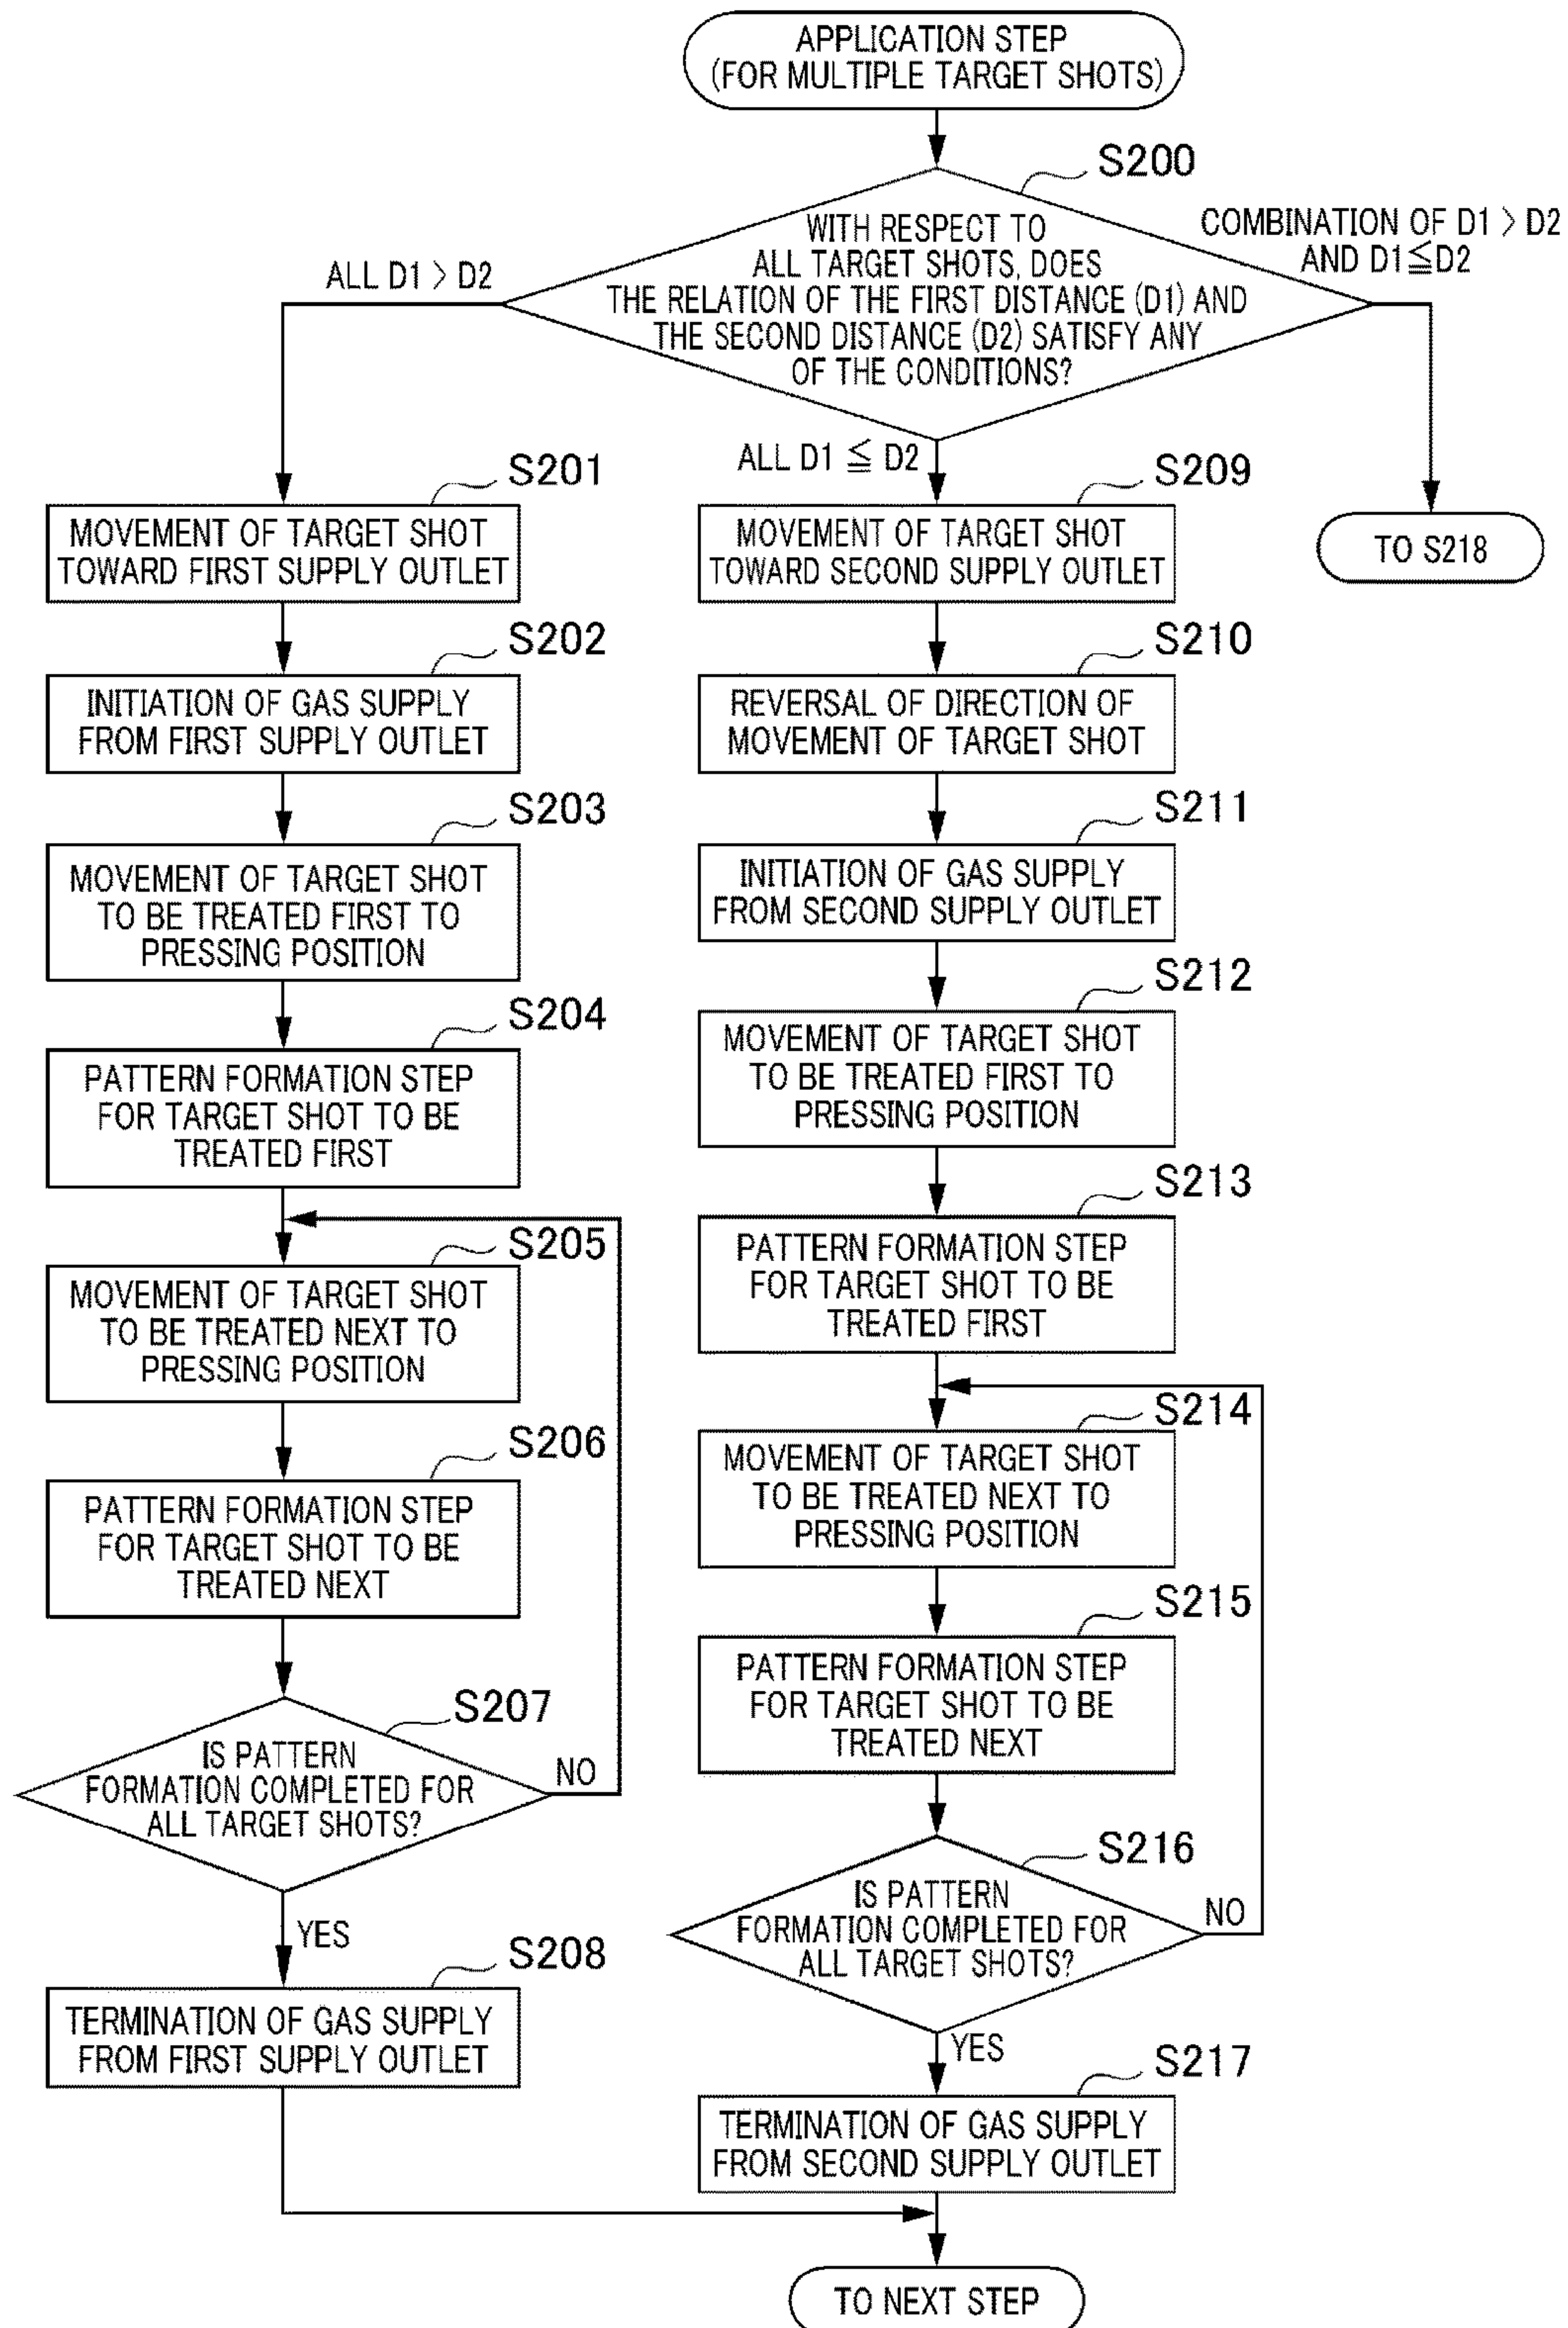 APPLICATION STEP
(FOR MULTIPLE TARGET SHOTS)
S200
WITH RESPECT TO
ALL TARGET SHOTS, DOES
THE RELATION OF THE FIRST DISTANCE (D1) AND
THE SECOND DISTANCE (D2) SATISFY ANY
OF THE CONDITIONS?
ALL D1 > D2
COMBINATION OF D1 > D2
AND D1≦D2
ALL D1 ≦ D2
TO S218
S201
MOVEMENT OF TARGET SHOT
TOWARD FIRST SUPPLY OUTLET
S202
INITIATION OF GAS SUPPLY
FROM FIRST SUPPLY OUTLET
S203
MOVEMENT OF TARGET SHOT
TO BE TREATED FIRST TO
PRESSING POSITION
S204
PATTERN FORMATION STEP
FOR TARGET SHOT TO BE
TREATED FIRST
S205
MOVEMENT OF TARGET SHOT
TO BE TREATED NEXT TO
PRESSING POSITION
S206
PATTERN FORMATION STEP
FOR TARGET SHOT TO BE
TREATED NEXT
S207
IS PATTERN
FORMATION COMPLETED FOR
ALL TARGET SHOTS?
NO
YES
S208
TERMINATION OF GAS SUPPLY
FROM FIRST SUPPLY OUTLET
S209
MOVEMENT OF TARGET SHOT
TOWARD SECOND SUPPLY OUTLET
S210
REVERSAL OF DIRECTION OF
MOVEMENT OF TARGET SHOT
S211
INITIATION OF GAS SUPPLY
FROM SECOND SUPPLY OUTLET
S212
MOVEMENT OF TARGET SHOT
TO BE TREATED FIRST TO
PRESSING POSITION
S213
PATTERN FORMATION STEP
FOR TARGET SHOT TO BE
TREATED FIRST
S214
MOVEMENT OF TARGET SHOT
TO BE TREATED NEXT TO
PRESSING POSITION
S215
PATTERN FORMATION STEP
FOR TARGET SHOT TO BE
TREATED NEXT
S216
IS PATTERN
FORMATION COMPLETED FOR
ALL TARGET SHOTS?
NO
YES
S217
TERMINATION OF GAS SUPPLY
FROM SECOND SUPPLY OUTLET
TO NEXT STEP